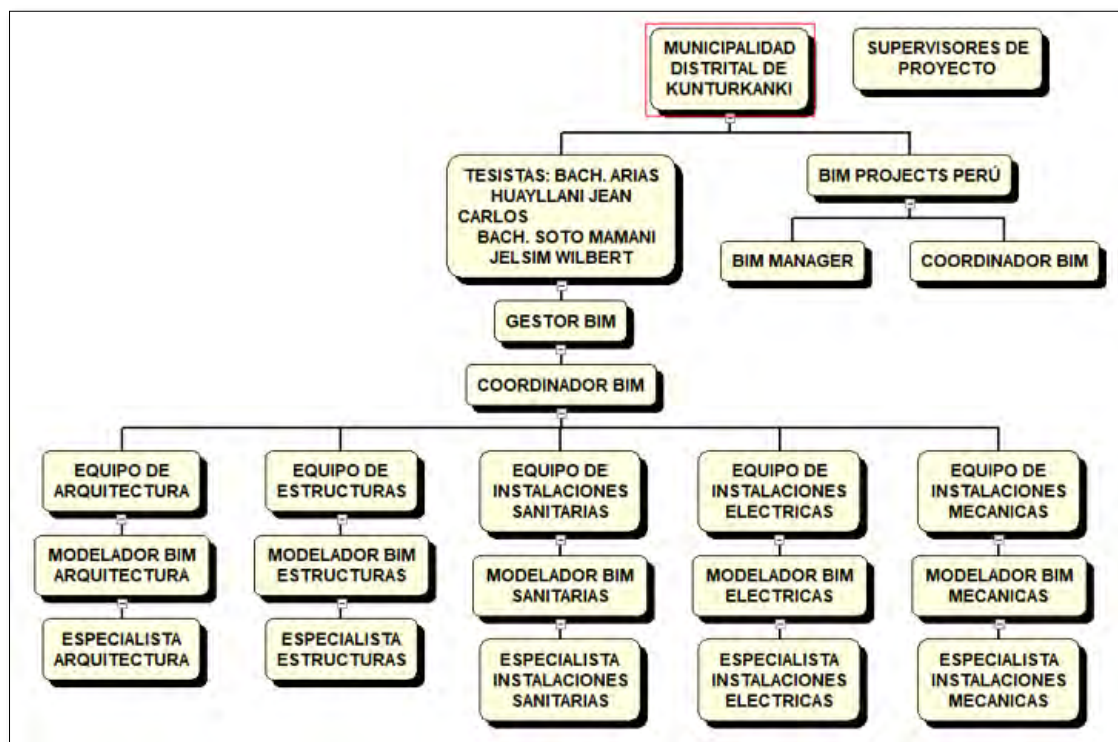 MUNICIPALIDAD
DISTRITAL DE
KUNTURKANKI
SUPERVISORES DE
PROYECTO
TESISTAS: BACH. ARIAS
HUAYLLANI JEAN
CARLOS
BACH. SOTO MAMANI
JELSIM WILBERT
BIM PROJECTS PERÚ
BIM MANAGER
COORDINADOR BIM
GESTOR BIM
COORDINADOR BIM
EQUIPO DE
ARQUITECTURA
EQUIPO DE
ESTRUCTURAS
EQUIPO DE
INSTALACIONES
SANITARIAS
EQUIPO DE
INSTALACIONES
ELECTRICAS
EQUIPO DE
INSTALACIONES
MECANICAS
MODELADOR BIM
ARQUITECTURA
MODELADOR BIM
ESTRUCTURAS
MODELADOR BIM
SANITARIAS
MODELADOR BIM
ELECTRICAS
MODELADOR BIM
MECANICAS
ESPECIALISTA
ARQUITECTURA
ESPECIALISTA
ESTRUCTURAS
ESPECIALISTA
INSTALACIONES
SANITARIAS
ESPECIALISTA
INSTALACIONES
ELECTRICAS
ESPECIALISTA
INSTALACIONES
MECANICAS